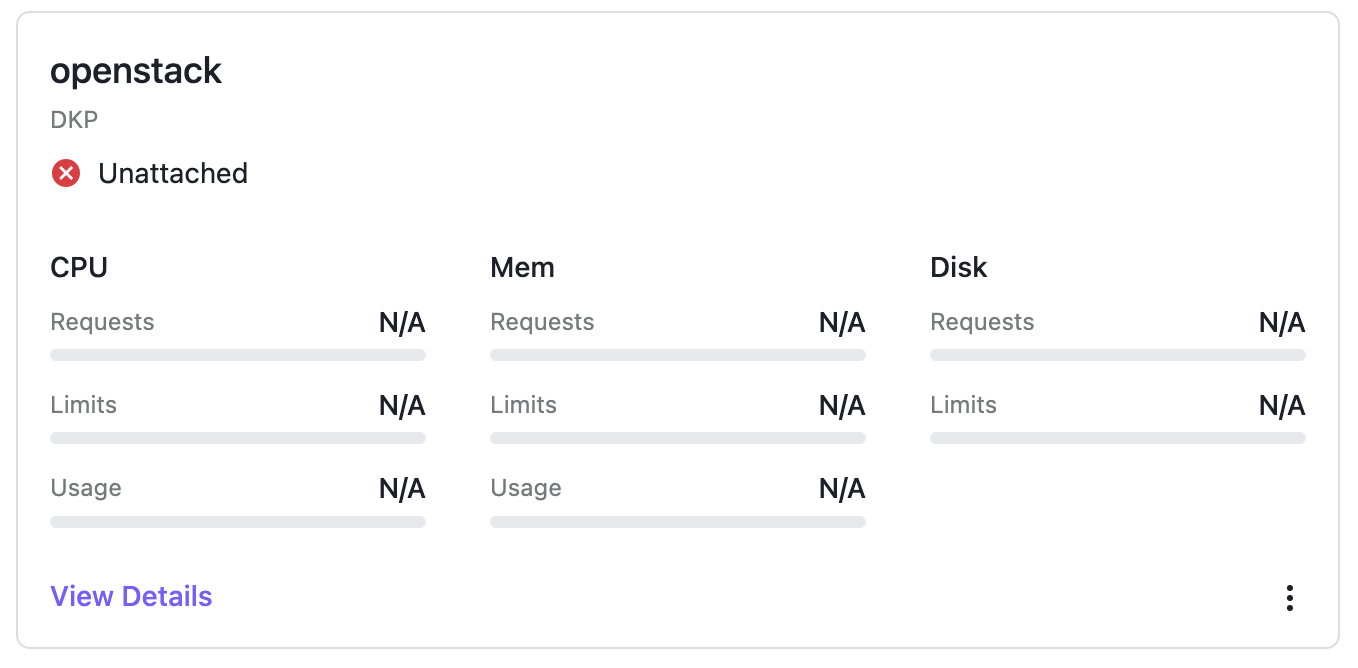 openstack
DKP
Unattached
CPU
Requests N/A
Limits N/A
Usage N/A
Mem
Requests N/A
Limits N/A
Usage N/A
Disk
Requests N/A
Limits N/A
View Details